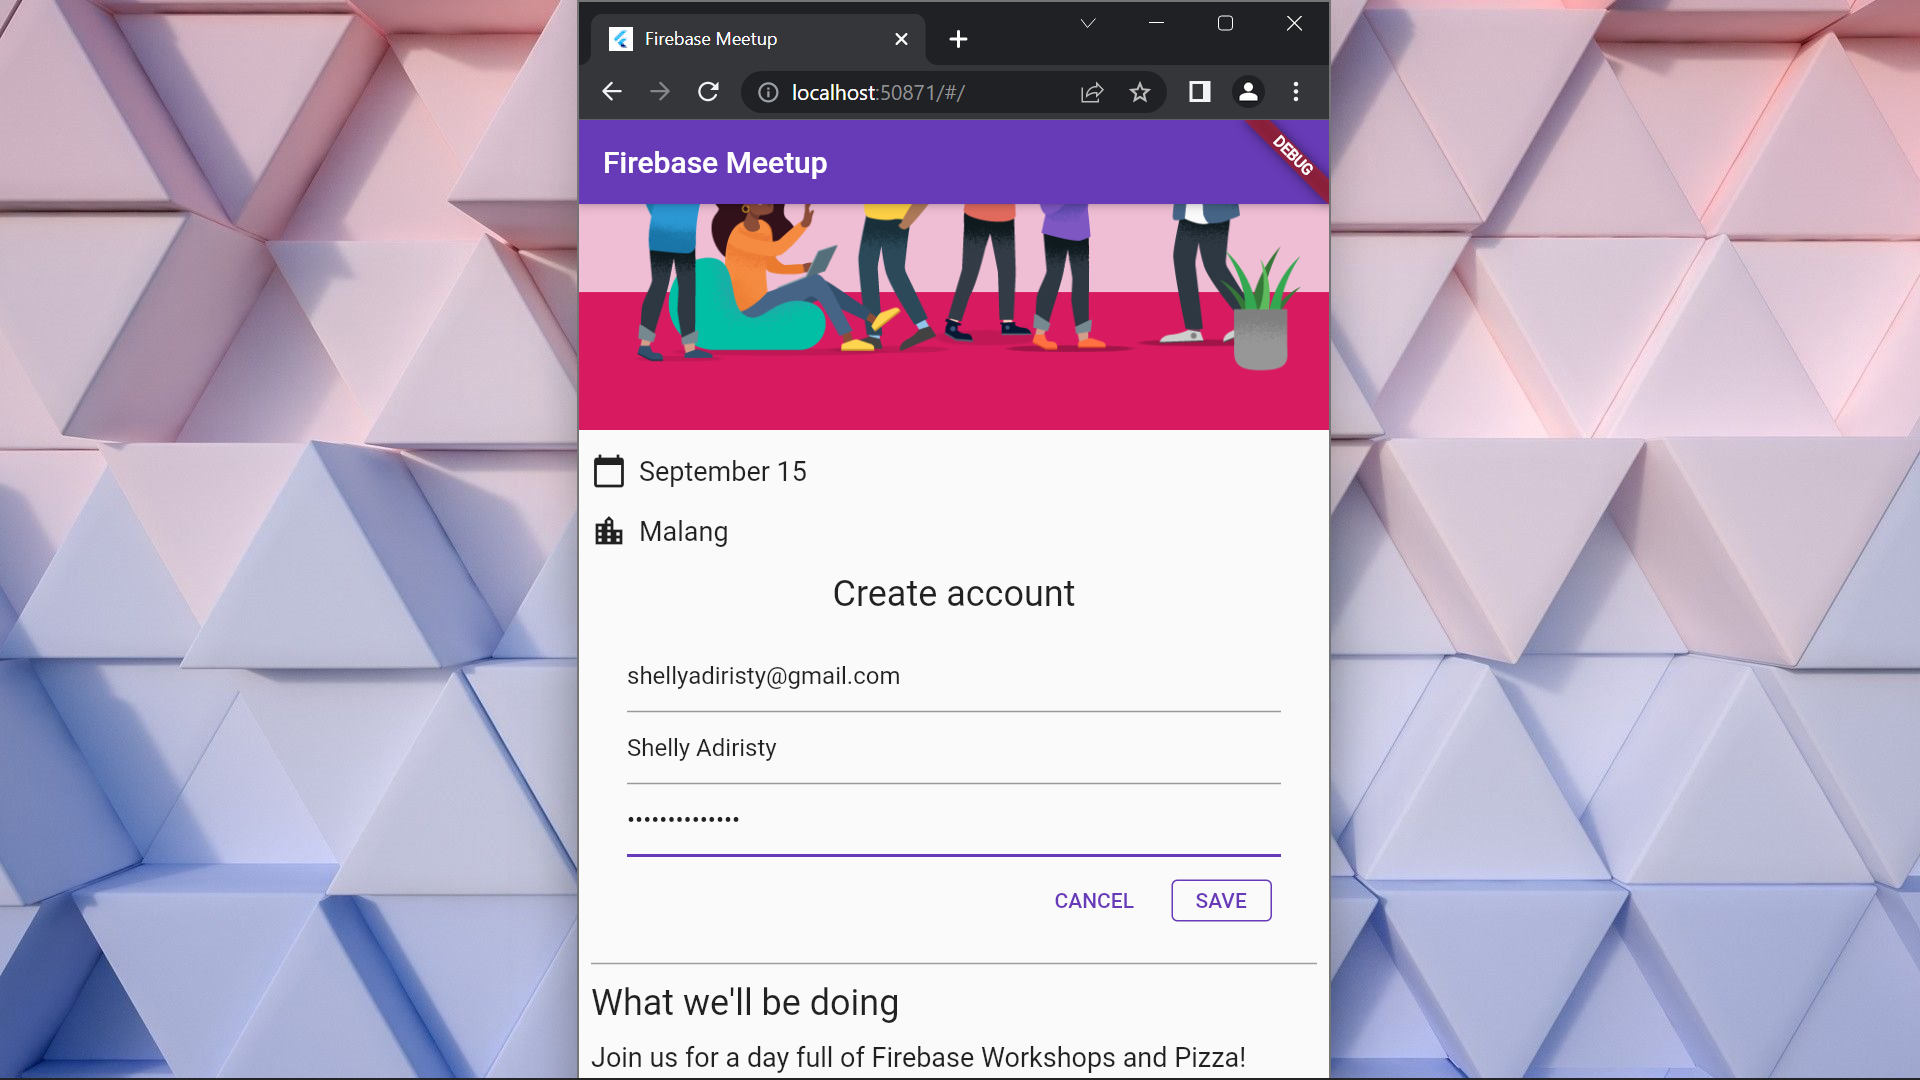 Firebase Meetup
localhost:50871/#/
Firebase Meetup
DEBUG
September 15
Malang
Create account
shellyadiristy@gmail.com
Shelly Adiristy
••••••••••••••
CANCEL SAVE
What we'll be doing
Join us for a day full of Firebase Workshops and Pizza!